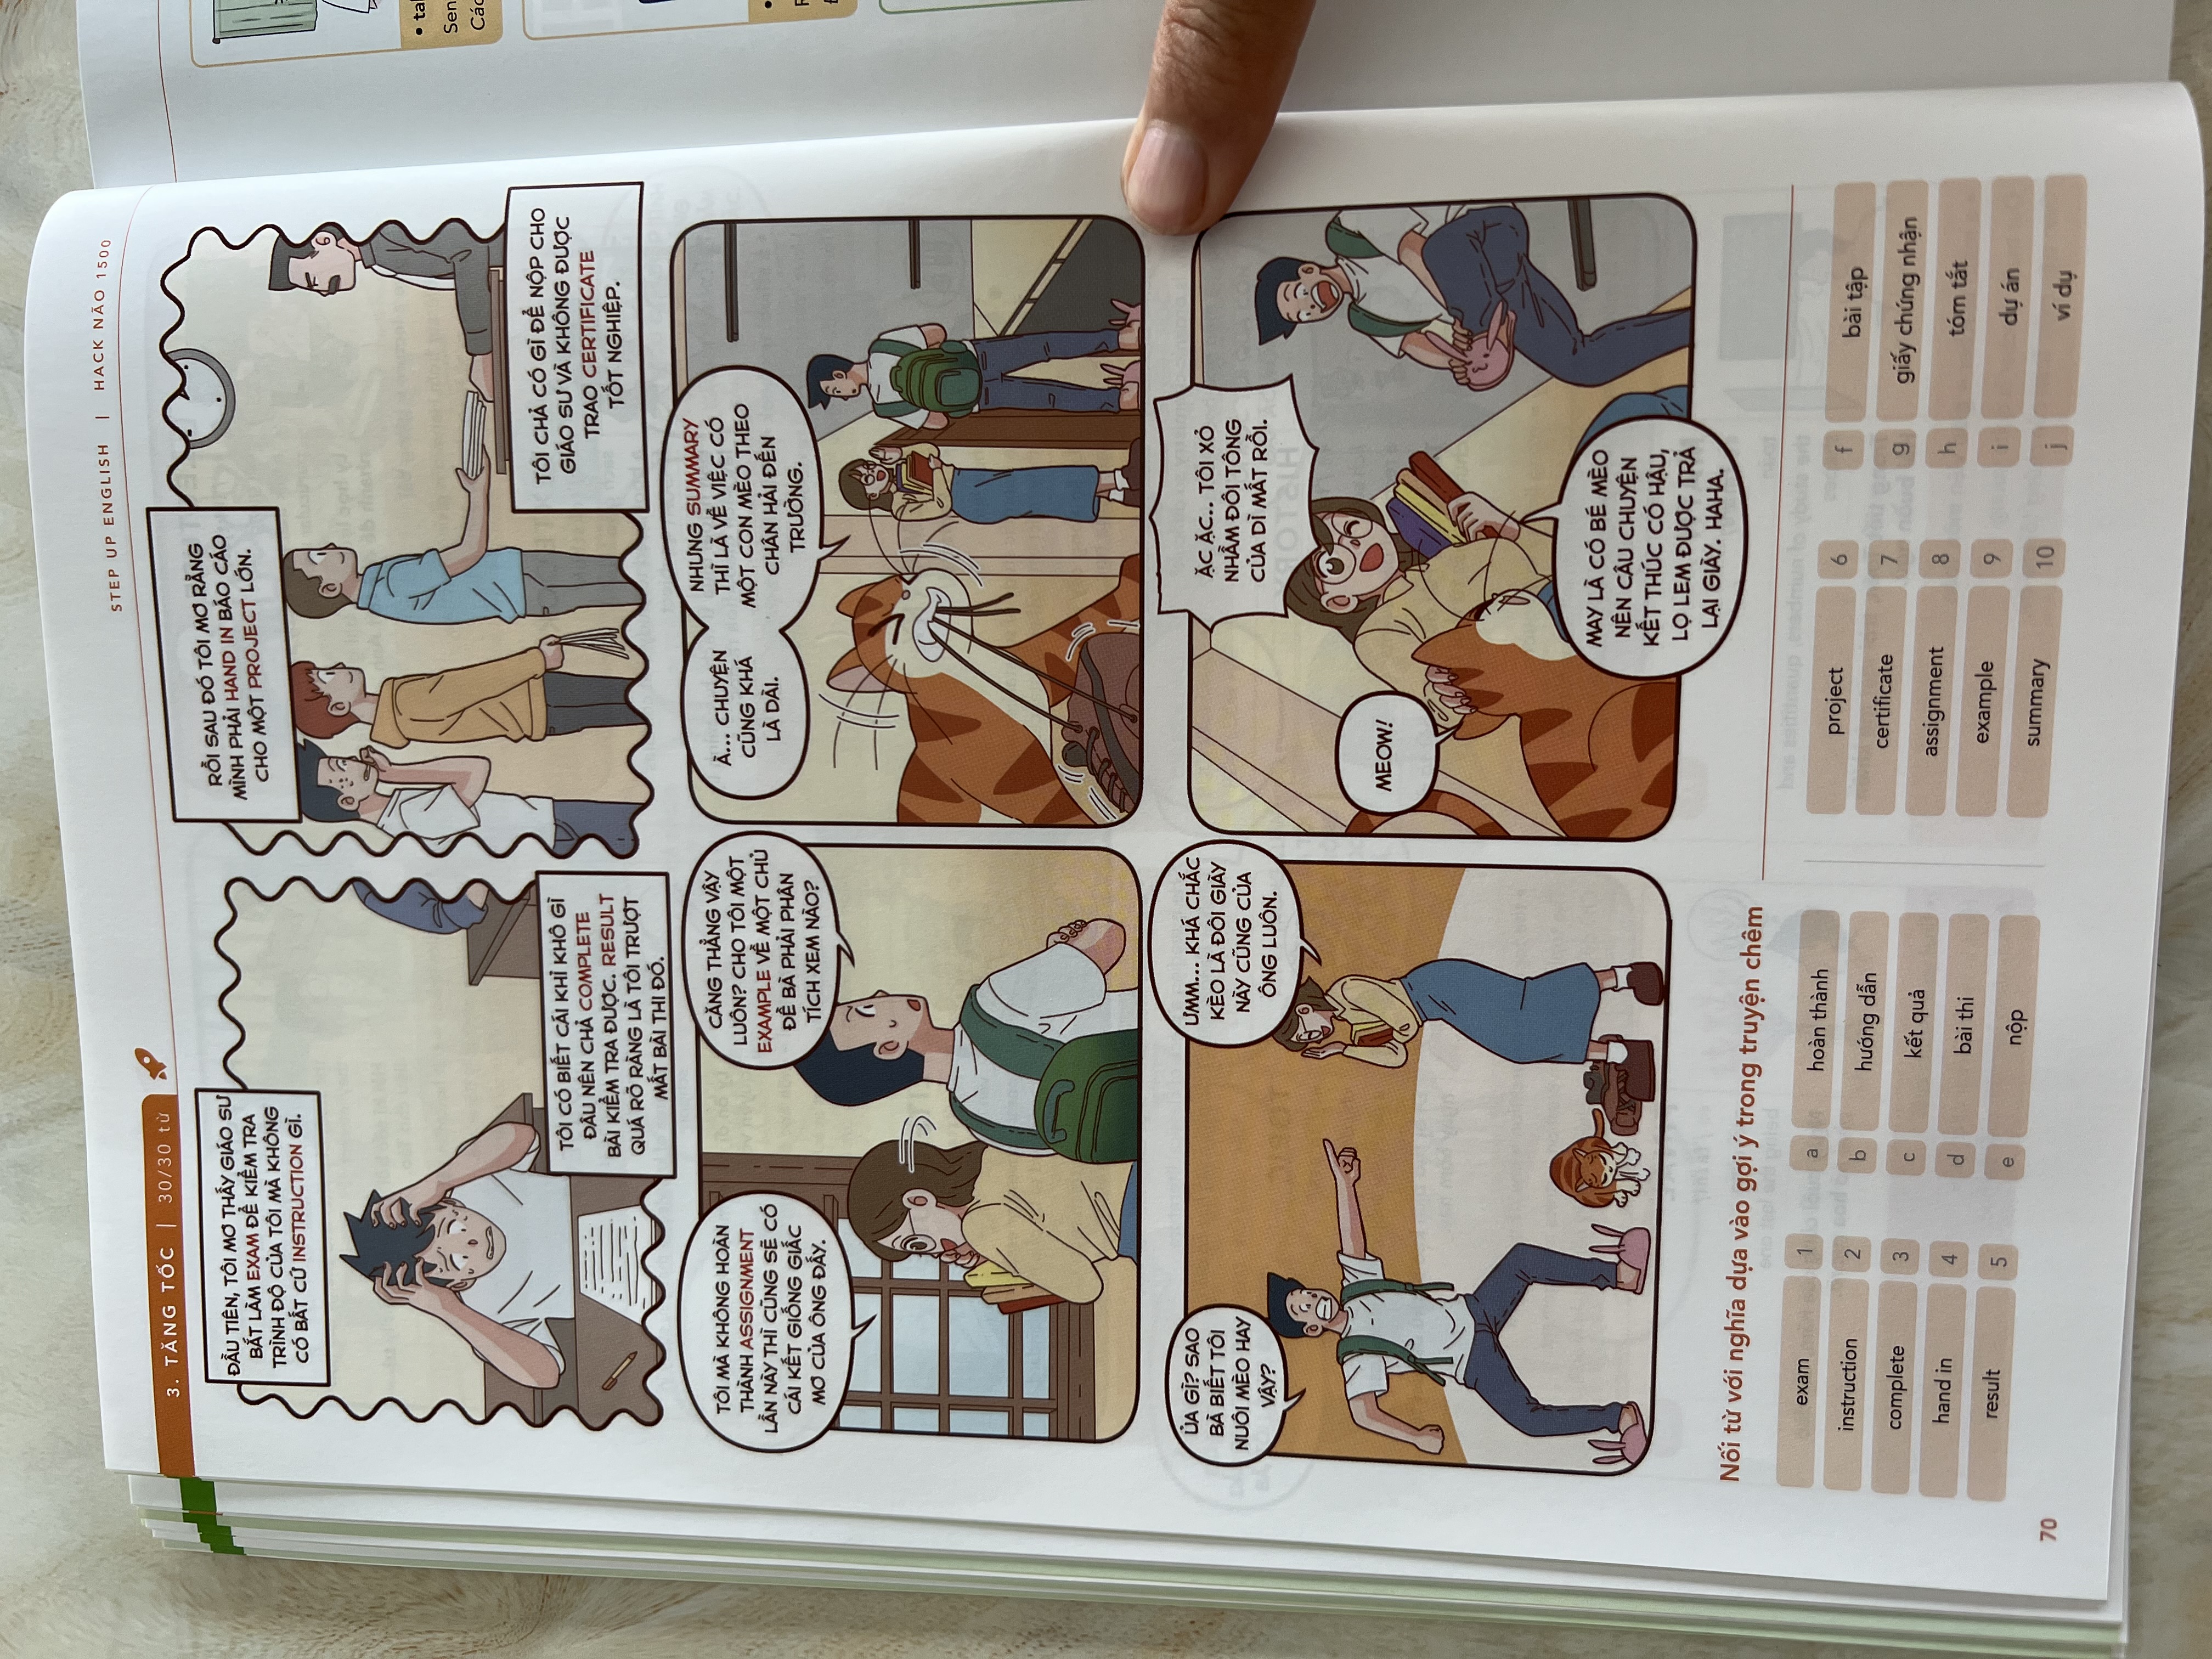 STEP UP ENGLISH | HACK NÃO 1500
3. TĂNG TỐC | 30/30 từ
ĐẦU TIÊN, TÔI MƠ THẤY GIÁO SƯ
BẮT LÀM EXAM ĐỂ KIỂM TRA
TRÌNH ĐỘ CỦA TÔI MÀ KHÔNG
CÓ BẤT CỨ INSTRUCTION GÌ.
TÔI CÓ BIẾT CÁI KHỈ KHÔ GÌ
ĐÂU NÊN CHẢ COMPLETE
BÀI KIỂM TRA ĐƯỢC. RESULT
QUÁ RÕ RÀNG LÀ TÔI TRƯỢT
MẤT BÀI THI ĐÓ.
RỒI SAU ĐÓ TÔI MƠ RẰNG
MÌNH PHẢI HAND IN BÁO CÁO
CHO MỘT PROJECT LỚN.
TÔI CHẢ CÓ GÌ ĐỂ NỘP CHO
GIÁO SƯ VÀ KHÔNG ĐƯỢC
TRAO CERTIFICATE
TỐT NGHIỆP.
TÔI MÀ KHÔNG HOÀN
THÀNH ASSIGNMENT
LẦN NÀY THÌ CŨNG SẼ CÓ
CÁI KẾT GIỐNG GIẤC
MƠ CỦA ÔNG ĐẤY.
CĂNG THẲNG VẬY
LUÔN? CHO TÔI MỘT
EXAMPLE VỀ MỘT CHỦ
ĐỀ BÀ PHẢI PHÂN
TÍCH XEM NÀO?
À... CHUYỆN
CŨNG KHÁ
LÀ DÀI.
NHƯNG SUMMARY
THÌ LÀ VỀ VIỆC CÓ
MỘT CON MÈO THEO
CHÂN HẢI ĐẾN
TRƯỜNG.
ỦA GÌ? SAO
BÀ BIẾT TÔI
NUÔI MÈO HAY
VẬY?
ƯMM... KHÁ CHẮC
KÈO LÀ ĐÔI GIÀY
NÀY CŨNG CỦA
ÔNG LUÔN.
ẶC ẶC.. TÔI XỎ
NHẦM ĐÔI TÔNG
CỦA DÌ MẤT RỒI.
MEOW!
MAY LÀ CÓ BÉ MÈO
NÊN CÂU CHUYỆN
KẾT THÚC CÓ HẬU,
LỌ LEM ĐƯỢC TRẢ
LẠI GIÀY. HAHA.
Nối từ với nghĩa dựa vào gợi ý trong truyện chêm
exam 1 a hoàn thành
instruction 2 b hướng dẫn
complete 3 c kết quả
hand in 4 d bài thi
result 5 e nộp
project 6 f bài tập
certificate 7 g giấy chứng nhận
assignment 8 h tóm tắt
example 9 i dự án
summary 10 j ví dụ
70